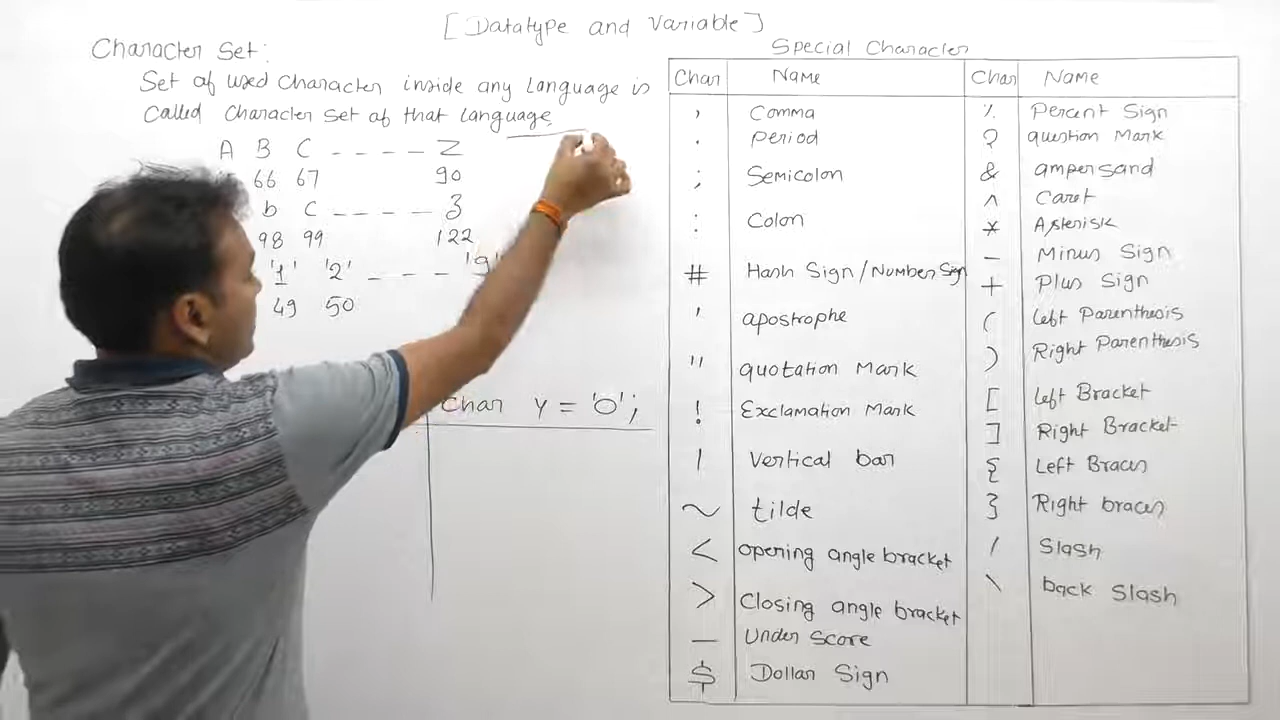 [Datatype and Variable]
Character Set:
Set of used Character inside any Language is
Called Character Set of that Language.
A B C - - - - Z
66 67 90
b c - - - - z
98 99 122
'1' '2' - - - - '9'
49 50
Char Y = '0';
Special Character
Char Name Char Name
, Comma % Percent Sign
. Period ? question Mark
; Semicolon & ampersand
: Colon ^ Caret
# Hash Sign/Number Sign * Asterisk
' apostrophe - Minus Sign
" quotation Mark + Plus Sign
! Exclamation Mark ( Left Parenthesis
| Vertical bar ) Right Parenthesis
~ tilde [ Left Bracket
< opening angle bracket ] Right Bracket
> Closing angle bracket { Left Braces
_ Under Score } Right braces
$ Dollar Sign / Slash
\ back Slash